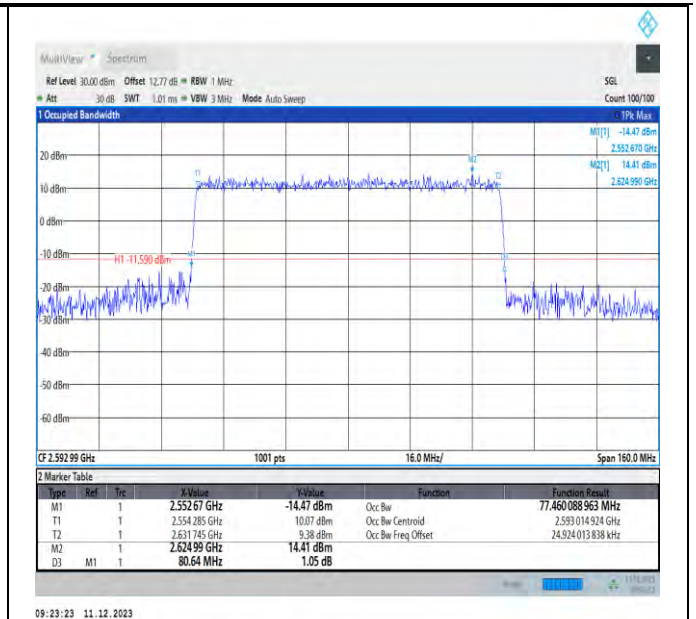 MultiView Spectrum
Ref Level 30.00 dBm Offset 12.77 dB RBW 1 MHz SGL
Att 30 dB SWT 1.01 ms VBW 3 MHz Mode Auto Sweep Count 100/100
1 Occupied Bandwidth 1Pk Max
M1[1] -14.47 dBm
2.552 670 GHz
M2[1] 14.41 dBm
2.624 990 GHz
20 dBm
M2
T1 T2
10 dBm
0 dBm
-10 dBm
H1 -11.590 dBm
M1
-20 dBm
-30 dBm
-40 dBm
-50 dBm
-60 dBm
CF 2.592 99 GHz 1001 pts 16.0 MHz/ Span 160.0 MHz
2 Marker Table
Type Ref Trc X-Value Y-Value Function Function Result
M1 1 2.552 67 GHz -14.47 dBm Occ Bw 77.460 088 963 MHz
T1 1 2.554 285 GHz 10.07 dBm Occ Bw Centroid 2.593 014 924 GHz
T2 1 2.631 745 GHz 9.38 dBm Occ Bw Freq Offset 24.924 013 838 kHz
M2 1 2.624 99 GHz 14.41 dBm
D3 M1 1 80.64 MHz 1.05 dB
09:23:23 11.12.2023